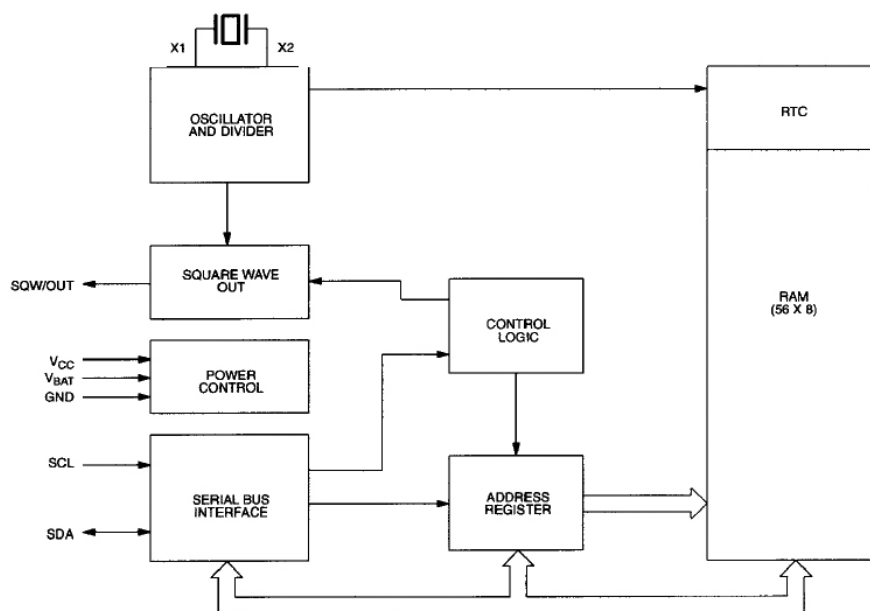 X1
X2
OSCILLATOR
AND DIVIDER
RTC
SQUARE WAVE
OUT
SQW/OUT
RAM
(56 X 8)
CONTROL
LOGIC
VCC
VBAT
GND
POWER
CONTROL
SCL
SERIAL BUS
INTERFACE
ADDRESS
REGISTER
SDA